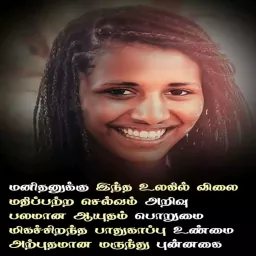 மனிதனுக்கு இந்த உலகில் விலை
மதிப்பற்ற செல்வம் அறிவு
பலமான ஆயுதம் பொறுமை
மிகச்சிறந்த பாதுகாப்பு உண்மை
அற்புதமான மருந்து புன்னகை